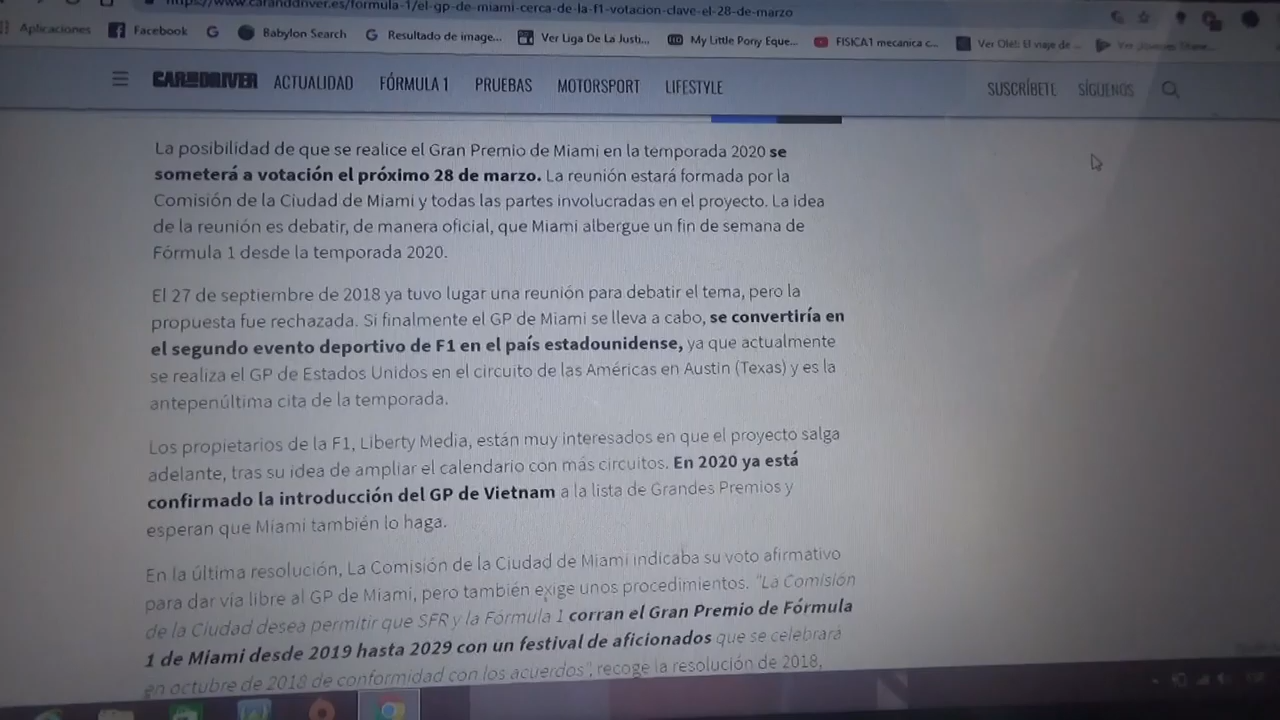 https://www.caranddriver.es/formula-1/el-gp-de-miami-cerca-de-la-f1-votacion-clave-el-28-de-marzo
Aplicaciones Facebook Babylon Search Resultado de image... Ver Liga De La Justi... My Little Pony Eque... FISICA1 mecanica c... Ver Olé!: El viaje de ...
CAR AND DRIVER ACTUALIDAD FÓRMULA 1 PRUEBAS MOTORSPORT LIFESTYLE SUSCRÍBETE SÍGUENOS
La posibilidad de que se realice el Gran Premio de Miami en la temporada 2020 se
someterá a votación el próximo 28 de marzo. La reunión estará formada por la
Comisión de la Ciudad de Miami y todas las partes involucradas en el proyecto. La idea
de la reunión es debatir, de manera oficial, que Miami albergue un fin de semana de
Fórmula 1 desde la temporada 2020.
El 27 de septiembre de 2018 ya tuvo lugar una reunión para debatir el tema, pero la
propuesta fue rechazada. Si finalmente el GP de Miami se lleva a cabo, se convertiría en
el segundo evento deportivo de F1 en el país estadounidense, ya que actualmente
se realiza el GP de Estados Unidos en el circuito de las Américas en Austin (Texas) y es la
antepenúltima cita de la temporada.
Los propietarios de la F1, Liberty Media, están muy interesados en que el proyecto salga
adelante, tras su idea de ampliar el calendario con más circuitos. En 2020 ya está
confirmado la introducción del GP de Vietnam a la lista de Grandes Premios y
esperan que Miami también lo haga.
En la última resolución, La Comisión de la Ciudad de Miami indicaba su voto afirmativo
para dar vía libre al GP de Miami, pero también exige unos procedimientos. "La Comisión
de la Ciudad desea permitir que SFR y la Fórmula 1 corran el Gran Premio de Fórmula
1 de Miami desde 2019 hasta 2029 con un festival de aficionados que se celebrará
en octubre de 2018 de conformidad con los acuerdos", recoge la resolución de 2018,